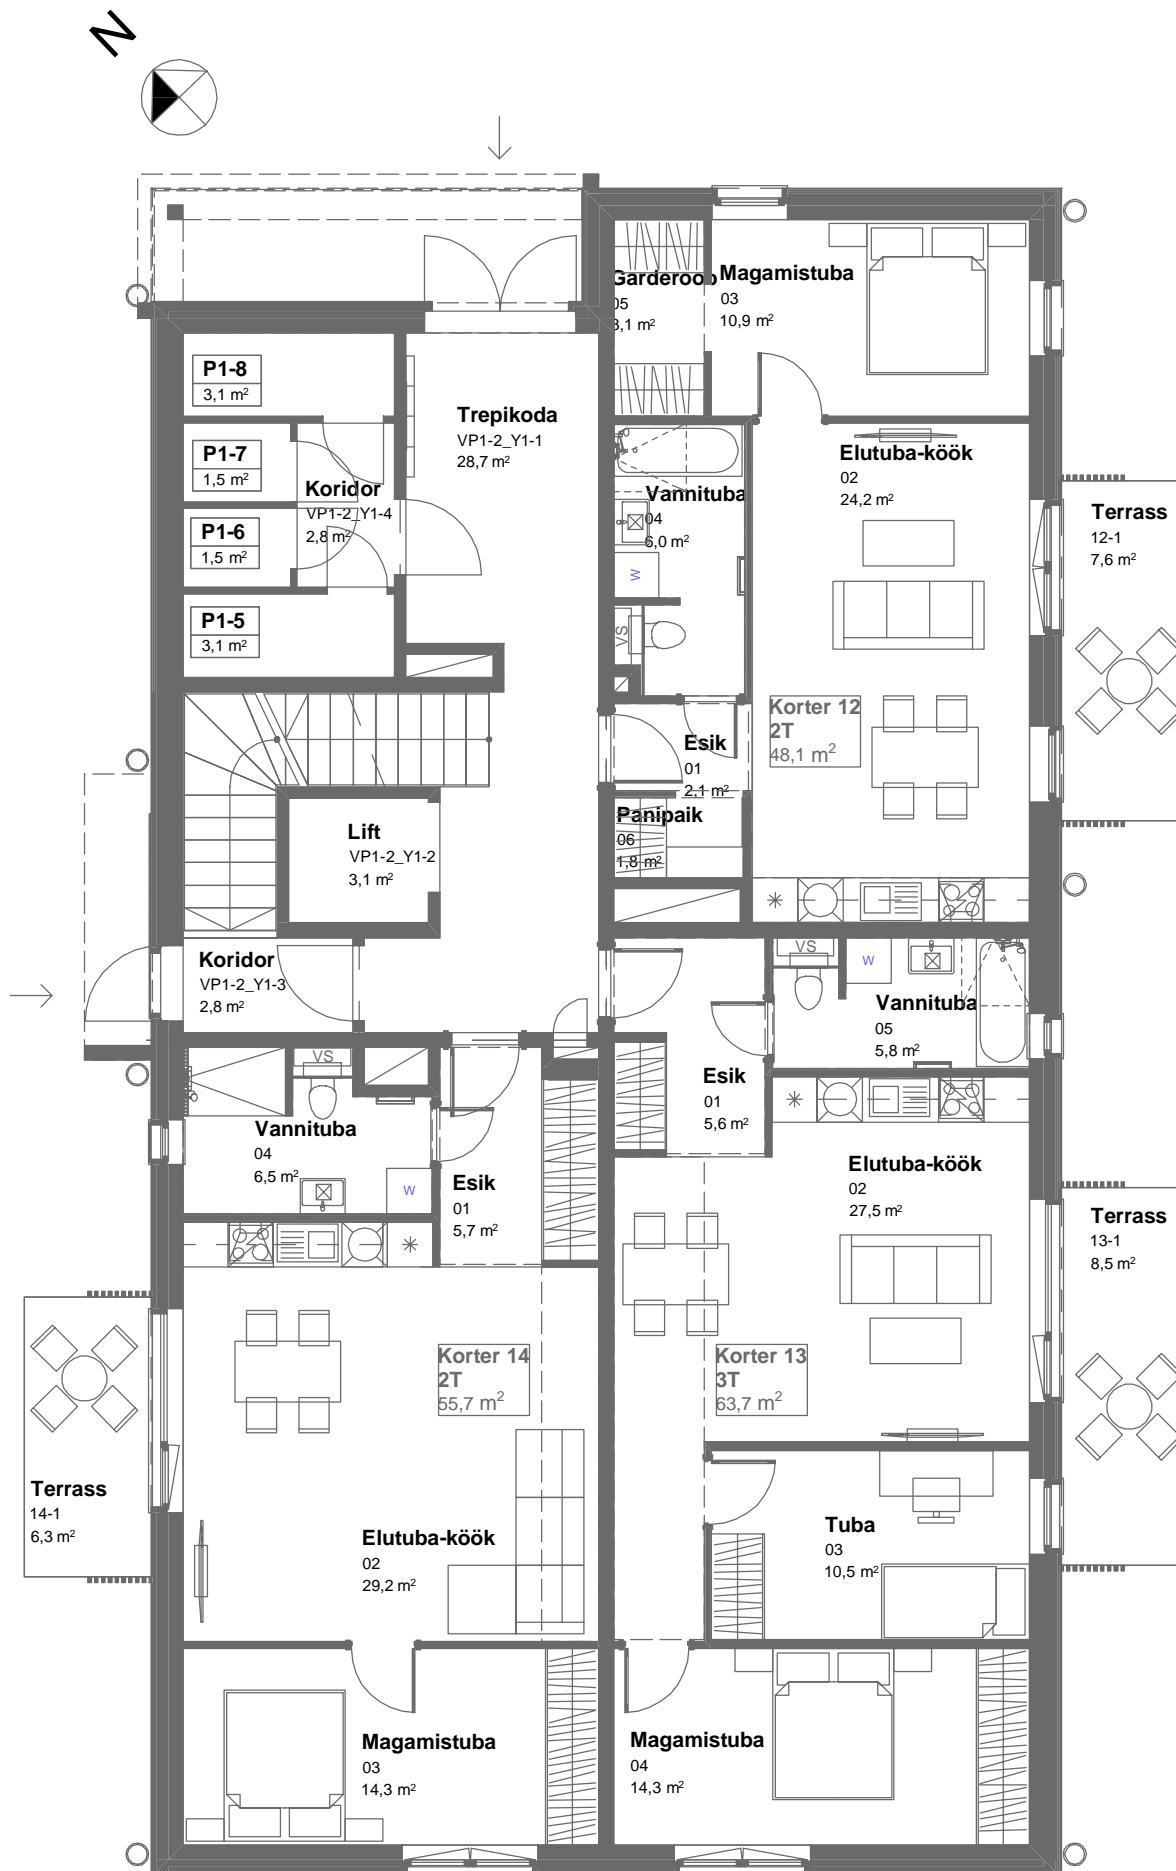 N
Garderoob
05
3,1 m²
Magamistuba
03
10,9 m²
P1-8
3,1 m²
P1-7
1,5 m²
P1-6
1,5 m²
P1-5
3,1 m²
Koridor
VP1-2_Y1-4
2,8 m²
Trepikoda
VP1-2_Y1-1
28,7 m²
Vannituba
04
6,0 m²
W
VS
Elutuba-köök
02
24,2 m²
Terrass
12-1
7,6 m²
Korter 12
2T
48,1 m²
Esik
01
2,1 m²
Panipaik
06
1,8 m²
Lift
VP1-2_Y1-2
3,1 m²
Koridor
VP1-2_Y1-3
2,8 m²
VS
W
Vannituba
05
5,8 m²
Esik
01
5,6 m²
VS
Vannituba
04
6,5 m²
W
Esik
01
5,7 m²
Elutuba-köök
02
27,5 m²
Terrass
13-1
8,5 m²
Korter 14
2T
55,7 m²
Korter 13
3T
63,7 m²
Terrass
14-1
6,3 m²
Elutuba-köök
02
29,2 m²
Tuba
03
10,5 m²
Magamistuba
03
14,3 m²
Magamistuba
04
14,3 m²